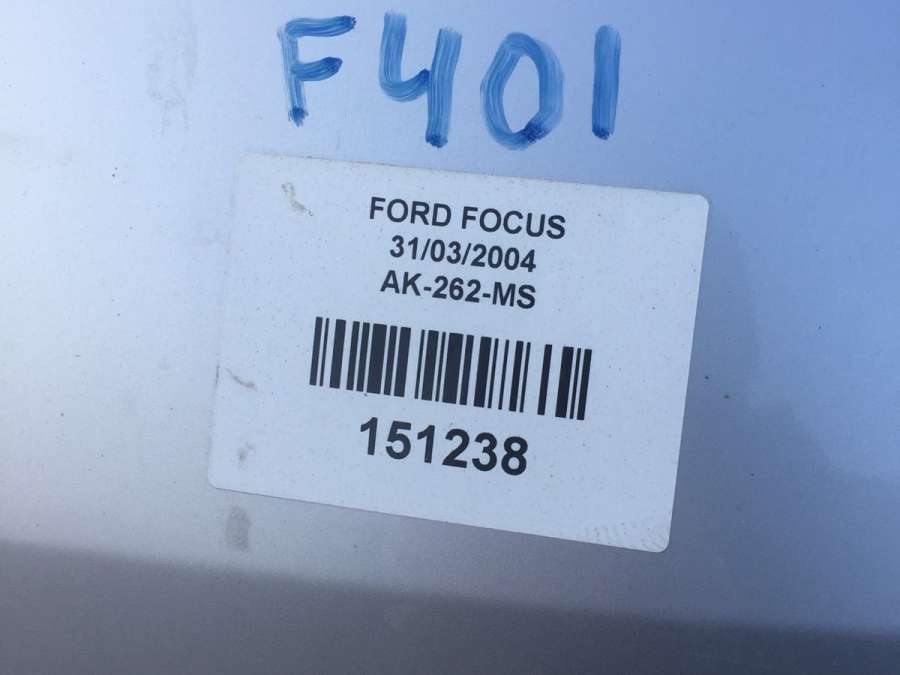 F401
FORD FOCUS
31/03/2004
AK-262-MS
151238